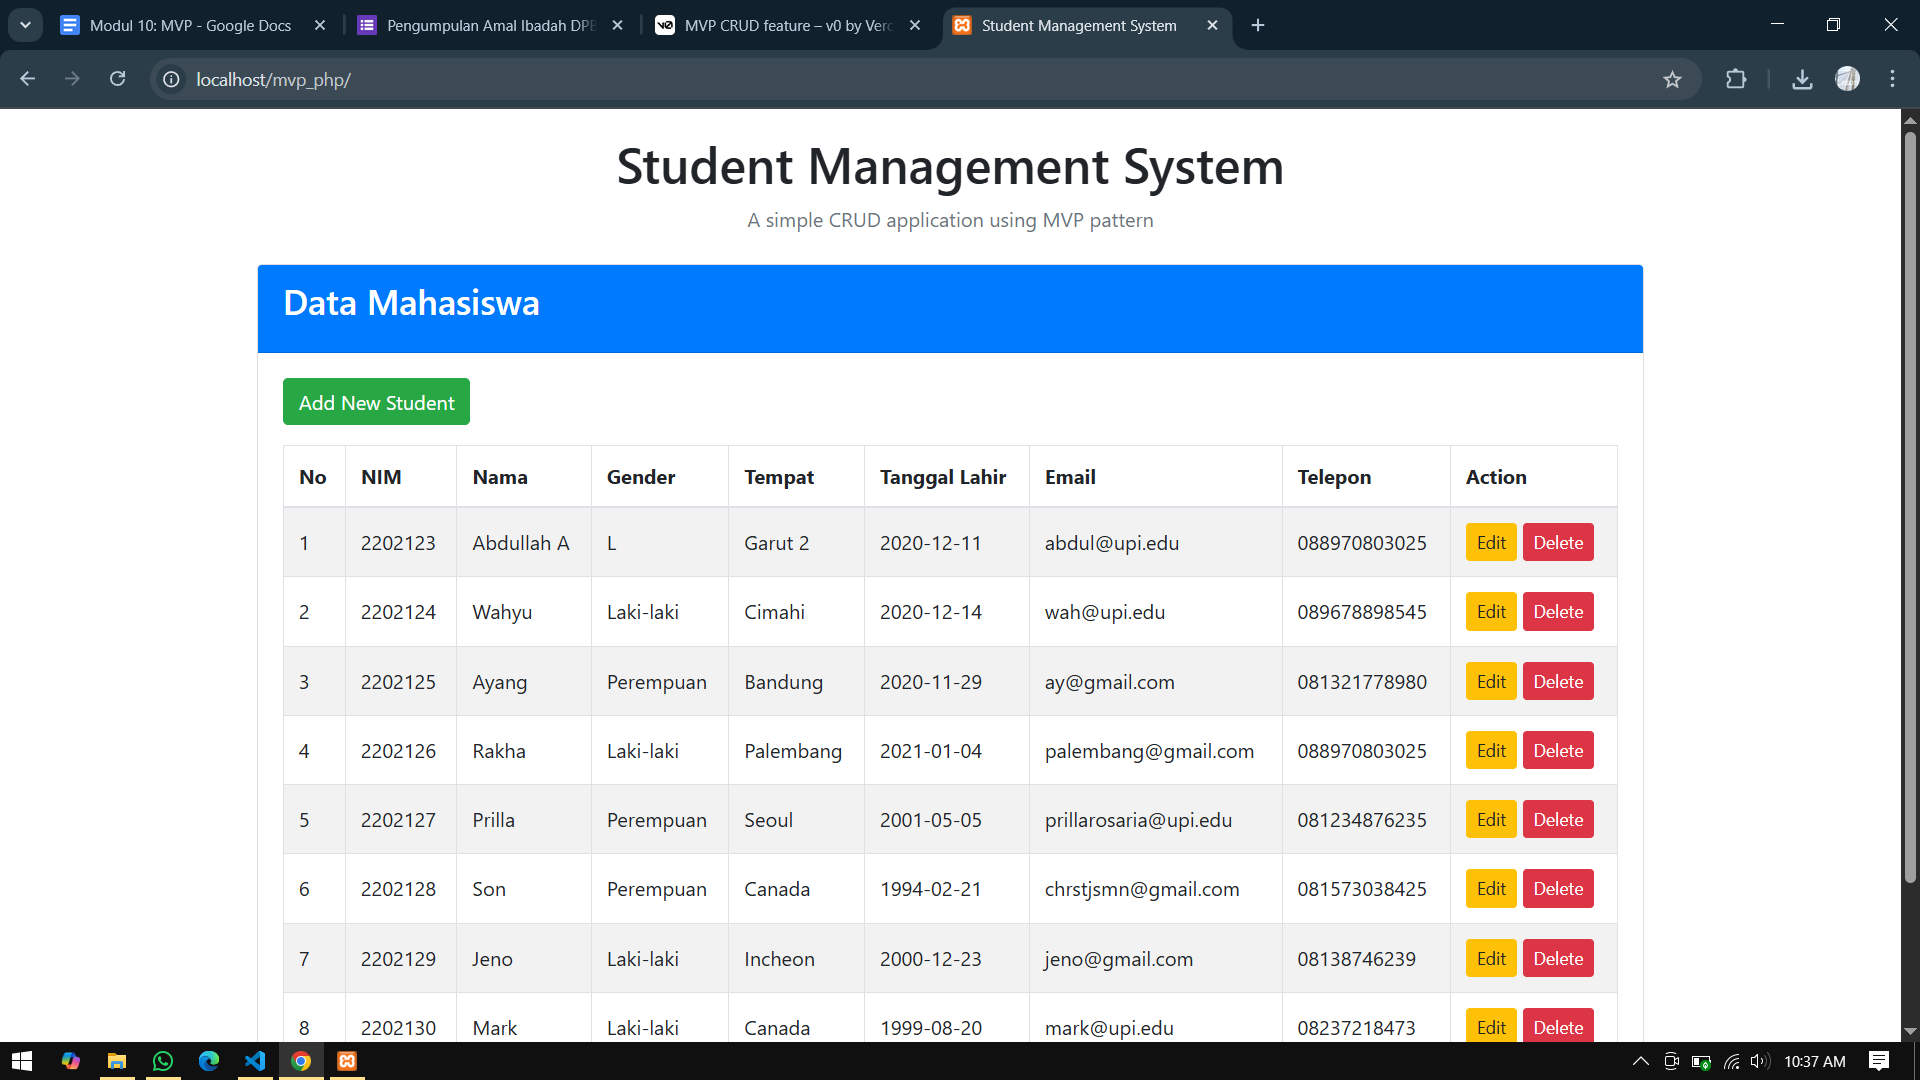 Modul 10: MVP - Google Docs
Pengumpulan Amal Ibadah DPB
MVP CRUD feature – v0 by Verc
Student Management System
localhost/mvp_php/
Student Management System
A simple CRUD application using MVP pattern
Data Mahasiswa
Add New Student
No NIM Nama Gender Tempat Tanggal Lahir Email Telepon Action
1 2202123 Abdullah A L Garut 2 2020-12-11 abdul@upi.edu 088970803025 Edit Delete
2 2202124 Wahyu Laki-laki Cimahi 2020-12-14 wah@upi.edu 089678898545 Edit Delete
3 2202125 Ayang Perempuan Bandung 2020-11-29 ay@gmail.com 081321778980 Edit Delete
4 2202126 Rakha Laki-laki Palembang 2021-01-04 palembang@gmail.com 088970803025 Edit Delete
5 2202127 Prilla Perempuan Seoul 2001-05-05 prillarosaria@upi.edu 081234876235 Edit Delete
6 2202128 Son Perempuan Canada 1994-02-21 chrstjsmn@gmail.com 081573038425 Edit Delete
7 2202129 Jeno Laki-laki Incheon 2000-12-23 jeno@gmail.com 08138746239 Edit Delete
8 2202130 Mark Laki-laki Canada 1999-08-20 mark@upi.edu 08237218473 Edit Delete
10:37 AM